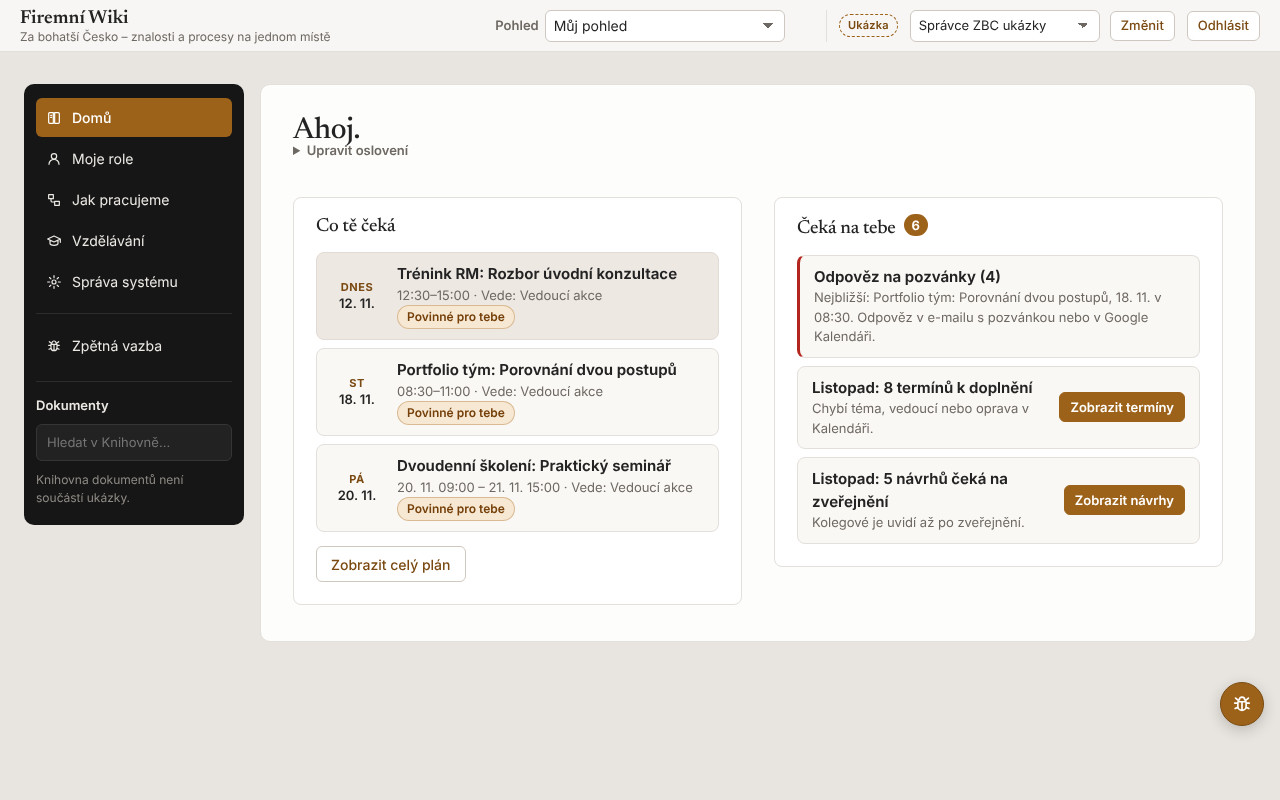 Firemní Wiki
Za bohatší Česko – znalosti a procesy na jednom místě
Pohled
Můj pohled
Ukázka
Správce ZBC ukázky
Změnit
Odhlásit
Domů
Moje role
Jak pracujeme
Vzdělávání
Správa systému
Zpětná vazba
Dokumenty
Hledat v Knihovně...
Knihovna dokumentů není
součástí ukázky.
Ahoj.
Upravit oslovení
Co tě čeká
DNES
12. 11.
Trénink RM: Rozbor úvodní konzultace
12:30–15:00 · Vede: Vedoucí akce
Povinné pro tebe
ST
18. 11.
Portfolio tým: Porovnání dvou postupů
08:30–11:00 · Vede: Vedoucí akce
Povinné pro tebe
PÁ
20. 11.
Dvoudenní školení: Praktický seminář
20. 11. 09:00 – 21. 11. 15:00 · Vede: Vedoucí akce
Povinné pro tebe
Zobrazit celý plán
Čeká na tebe 6
Odpověz na pozvánky (4)
Nejbližší: Portfolio tým: Porovnání dvou postupů, 18. 11. v
08:30. Odpověz v e-mailu s pozvánkou nebo v Google
Kalendáři.
Listopad: 8 termínů k doplnění
Chybí téma, vedoucí nebo oprava v
Kalendáři.
Zobrazit termíny
Listopad: 5 návrhů čeká na
zveřejnění
Kolegové je uvidí až po zveřejnění.
Zobrazit návrhy